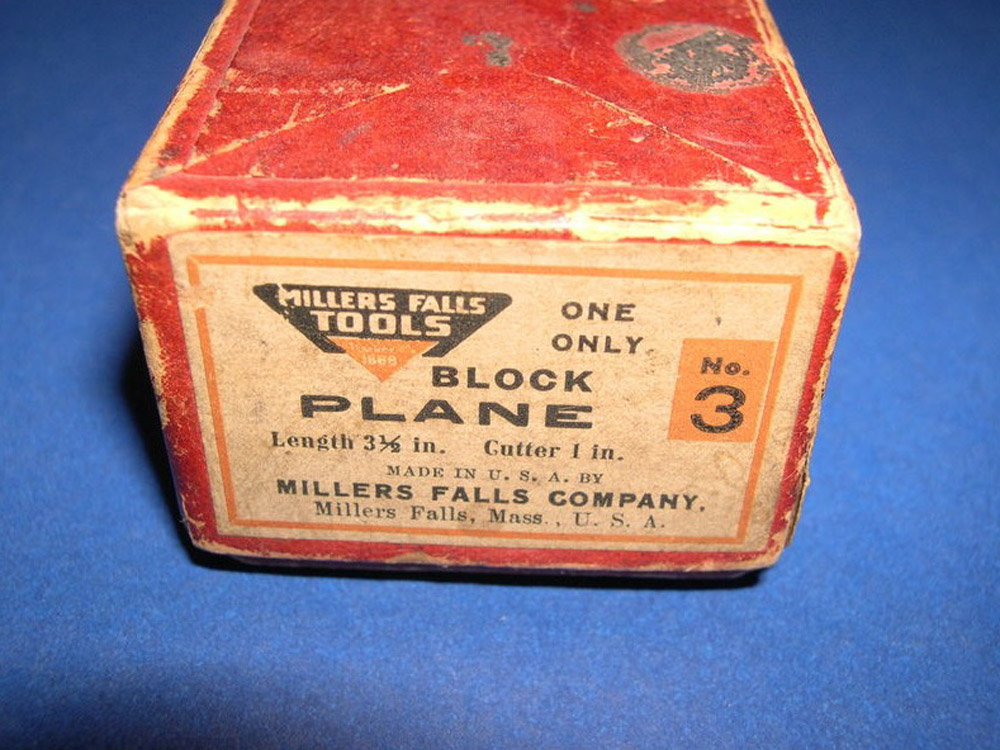 MILLERS FALLS
TOOLS
1868
ONE
ONLY
BLOCK
PLANE
No.
3
Length 3½ in. Cutter 1 in.
MADE IN U. S. A. BY
MILLERS FALLS COMPANY.
Millers Falls, Mass., U. S. A.